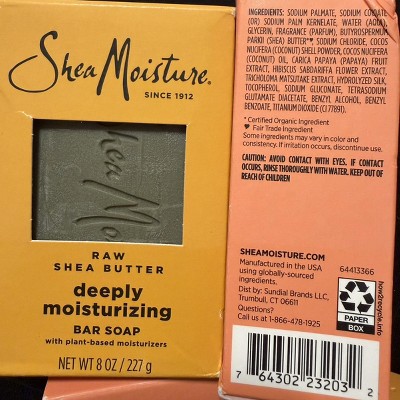 Shea Moisture®
SINCE 1912
hea Mo
RAW
SHEA BUTTER
deeply
moisturizing
BAR SOAP
with plant-based moisturizers
NET WT 8 OZ / 227 g
INGREDIENTS: SODIUM PALMATE, SODIUM COCOATE
(OR) SODIUM PALM KERNELATE, WATER (AQUA),
GLYCERIN, FRAGRANCE (PARFUM), BUTYROSPERMUM
PARKII (SHEA) BUTTER*♥, SODIUM CHLORIDE, COCOS
NUCIFERA (COCONUT) SHELL POWDER, COCOS
NUCIFERA (COCONUT) OIL, CARICA PAPAYA (PAPAYA) FRUIT
EXTRACT, HIBISCUS SABDARIFFA FLOWER EXTRACT,
TRICHOLOMA MATSUTAKE EXTRACT, HYDROLYZED SILK,
TOCOPHEROL, SODIUM GLUCONATE, TETRASODIUM
GLUTAMATE DIACETATE, BENZYL ALCOHOL, BENZYL
BENZOATE, TITANIUM DIOXIDE (CI 77891).
* Certified Organic Ingredient
♥ Fair Trade Ingredient
Some ingredients may vary in color and
consistency. If irritation occurs, discontinue use.
CAUTION: AVOID CONTACT WITH EYES. IF CONTACT
OCCURS, RINSE THOROUGHLY WITH WATER. KEEP OUT OF
REACH OF CHILDREN
SHEAMOISTURE.COM
Manufactured in the USA
using globally-sourced
ingredients.
Dist by: Sundial Brands LLC,
Trumbull, CT 06611
Questions?
Call us at 1-866-478-1925
64413366
PAPER
BOX
how2recycle.info
7 64302 23203 2